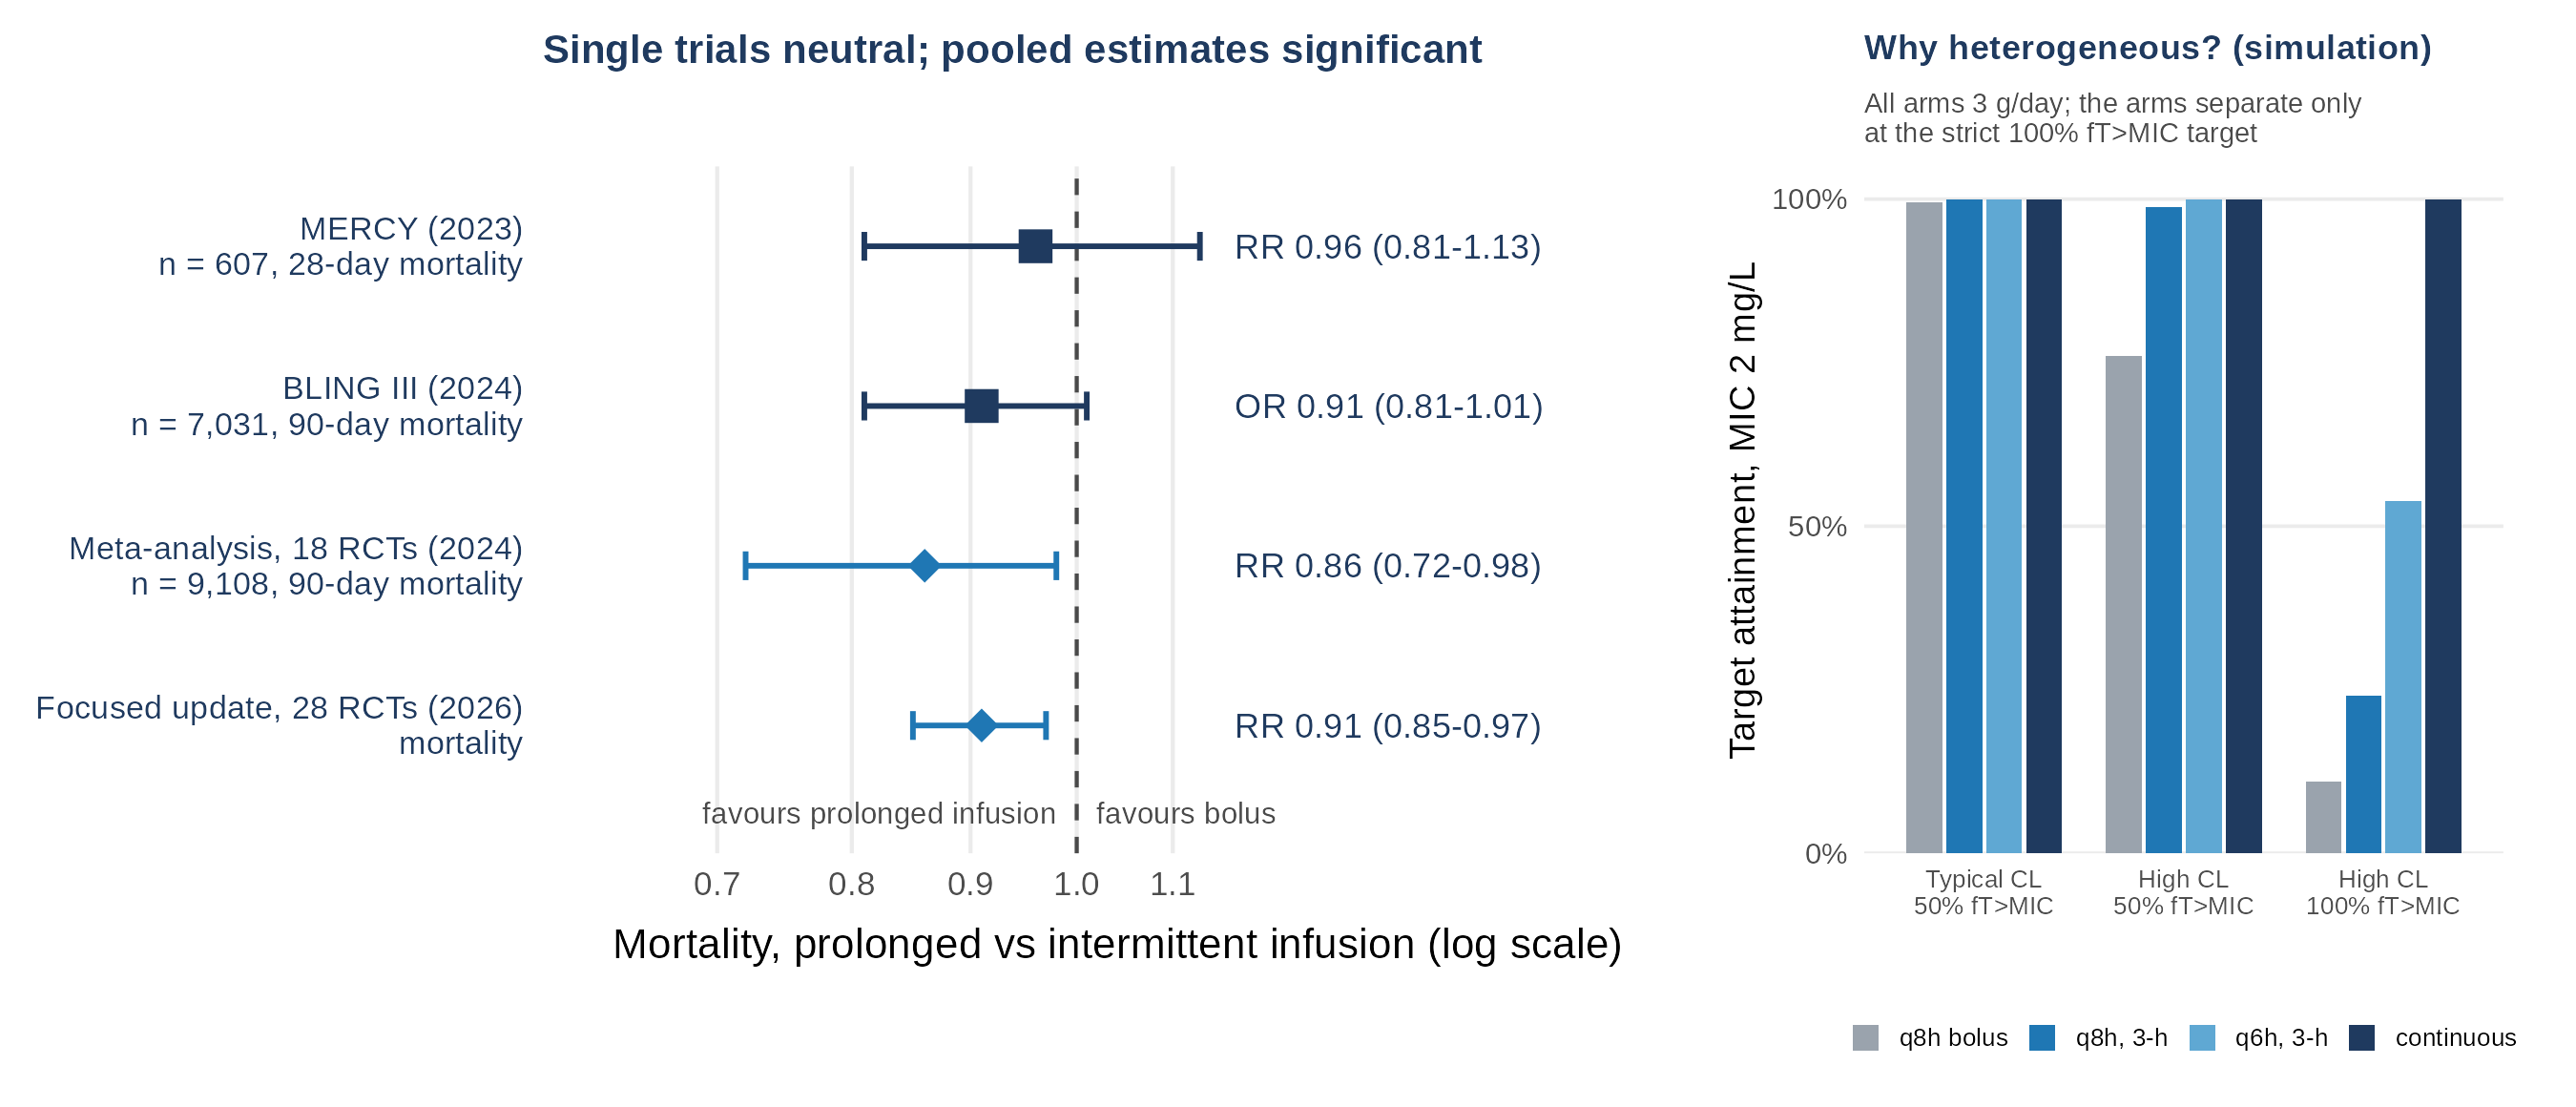 Single trials neutral; pooled estimates significant
MERCY (2023)
n = 607, 28-day mortality
RR 0.96 (0.81-1.13)
BLING III (2024)
n = 7,031, 90-day mortality
OR 0.91 (0.81-1.01)
Meta-analysis, 18 RCTs (2024)
n = 9,108, 90-day mortality
RR 0.86 (0.72-0.98)
Focused update, 28 RCTs (2026)
mortality
RR 0.91 (0.85-0.97)
favours prolonged infusion
favours bolus
0.7
0.8
0.9
1.0
1.1
Mortality, prolonged vs intermittent infusion (log scale)
Why heterogeneous? (simulation)
All arms 3 g/day; the arms separate only
at the strict 100% fT>MIC target
Target attainment, MIC 2 mg/L
100%
50%
0%
Typical CL
50% fT>MIC
High CL
50% fT>MIC
High CL
100% fT>MIC
q8h bolus
q8h, 3-h
q6h, 3-h
continuous